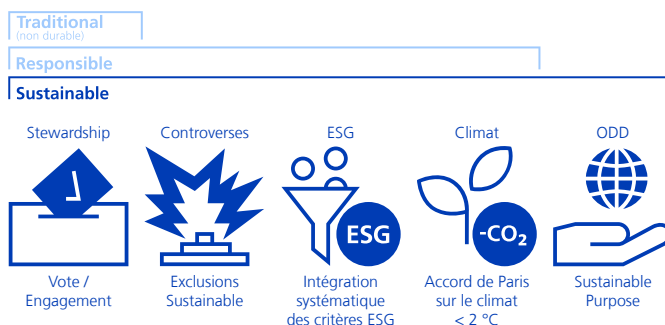 Traditional
(non durable)
Responsible
Sustainable
Stewardship
Controverses
ESG
Climat
ODD
ESG
-CO₂
Vote /
Engagement
Exclusions
Sustainable
Intégration
systématique
des critères ESG
Accord de Paris
sur le climat
< 2 °C
Sustainable
Purpose